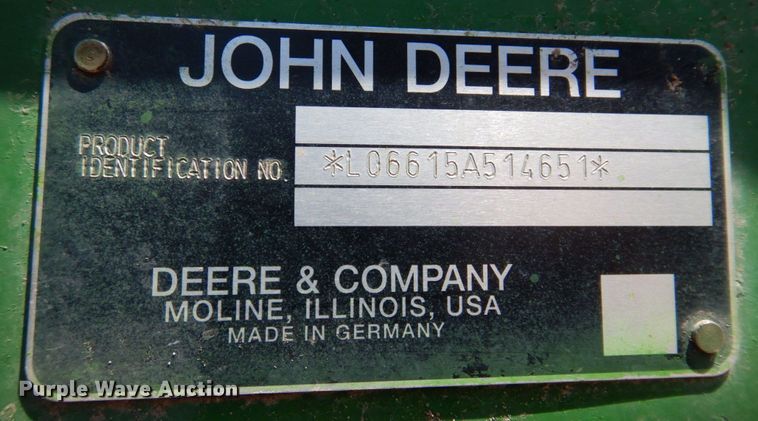 JOHN DEERE
PRODUCT
IDENTIFICATION NO.
*L06615A514651*
DEERE & COMPANY
MOLINE, ILLINOIS, USA
MADE IN GERMANY
Purple Wave Auction